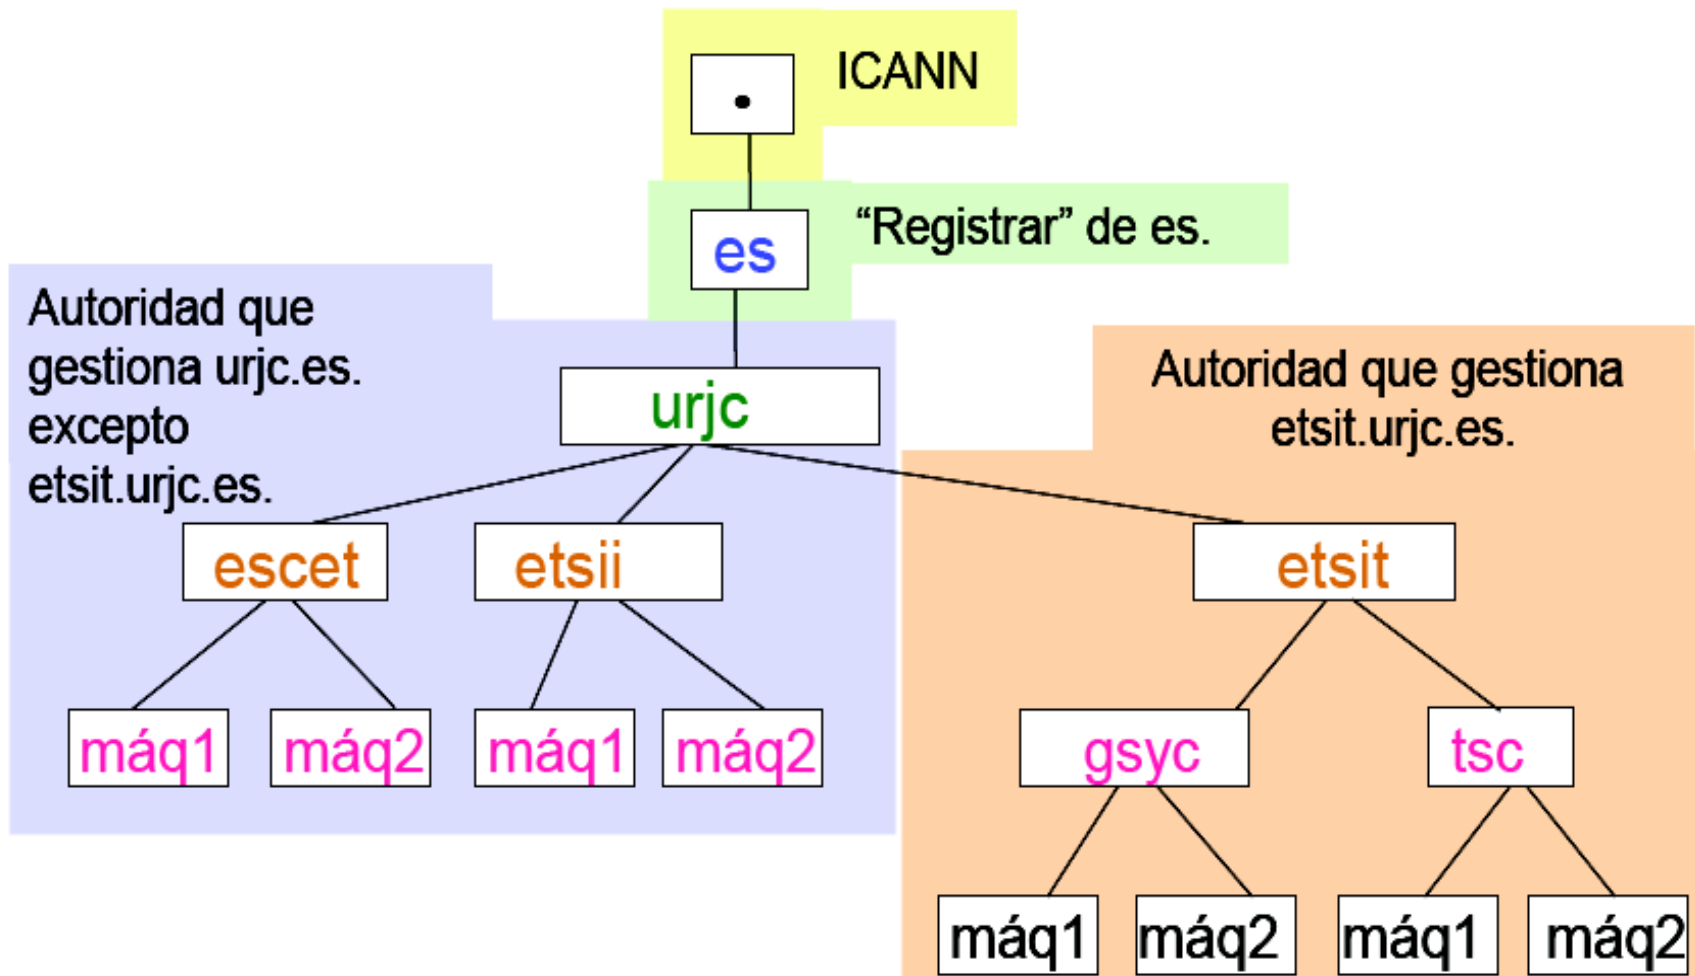 .
ICANN
es
“Registrar” de es.
Autoridad que
gestiona urjc.es.
excepto
etsit.urjc.es.
urjc
Autoridad que gestiona
etsit.urjc.es.
escet
etsii
etsit
máq1
máq2
máq1
máq2
gsyc
tsc
máq1
máq2
máq1
máq2